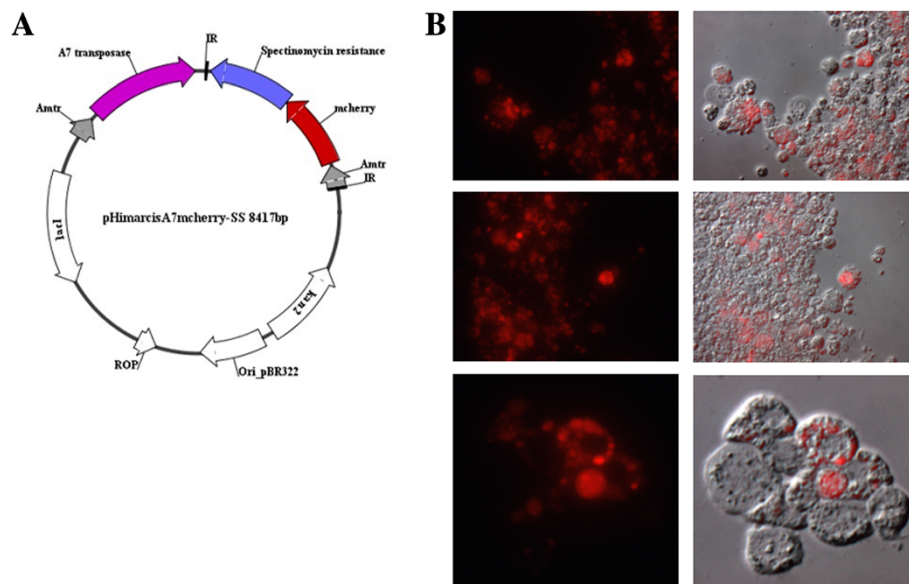 A
B
IR
A7 transposase
Spectinomycin resistance
Amtr
mcherry
Amtr
IR
pHimarcisA7mcherry-SS 8417bp
lacI
kan2
ROP
Ori_pBR322